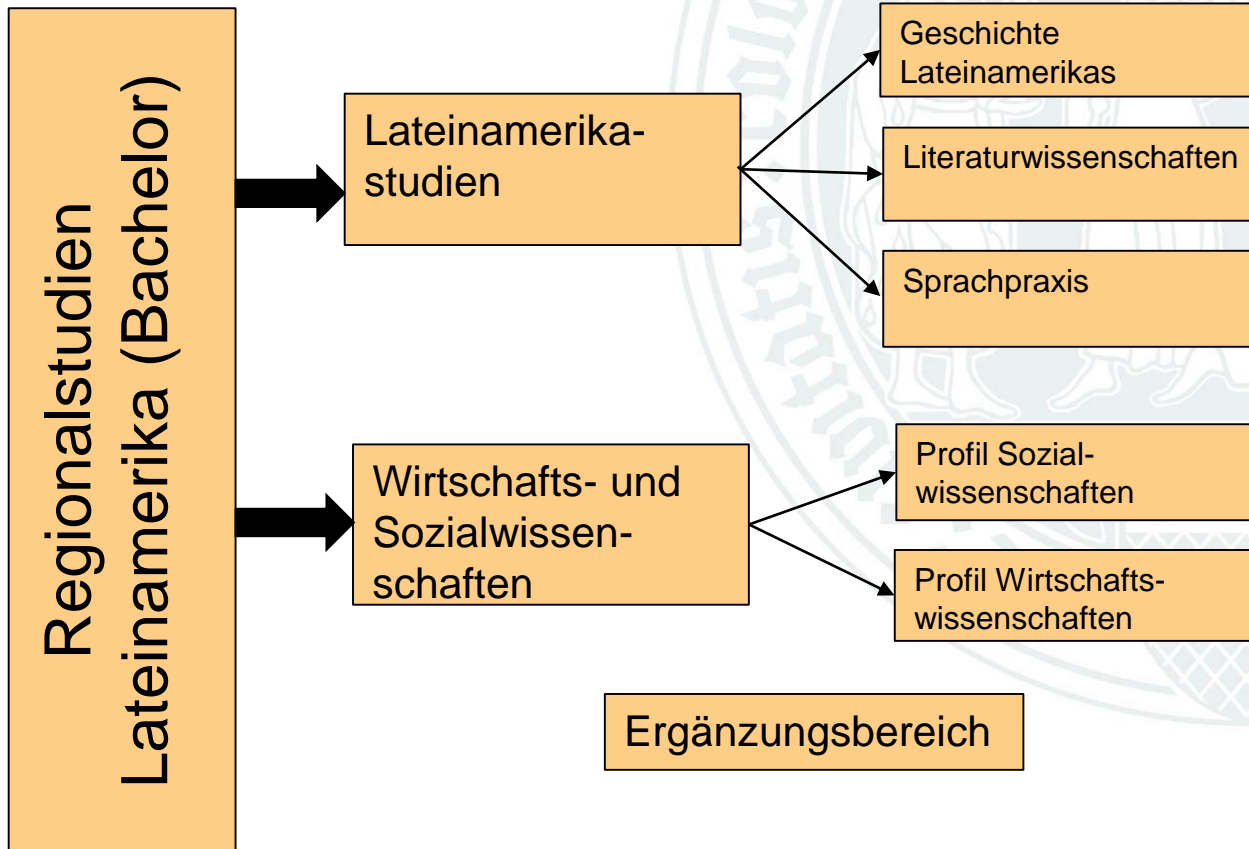 Regionalstudien
Lateinamerika (Bachelor)
Lateinamerika-
studien
Geschichte
Lateinamerikas
Literaturwissenschaften
Sprachpraxis
Wirtschafts- und
Sozialwissen-
schaften
Profil Sozial-
wissenschaften
Profil Wirtschafts-
wissenschaften
Ergänzungsbereich